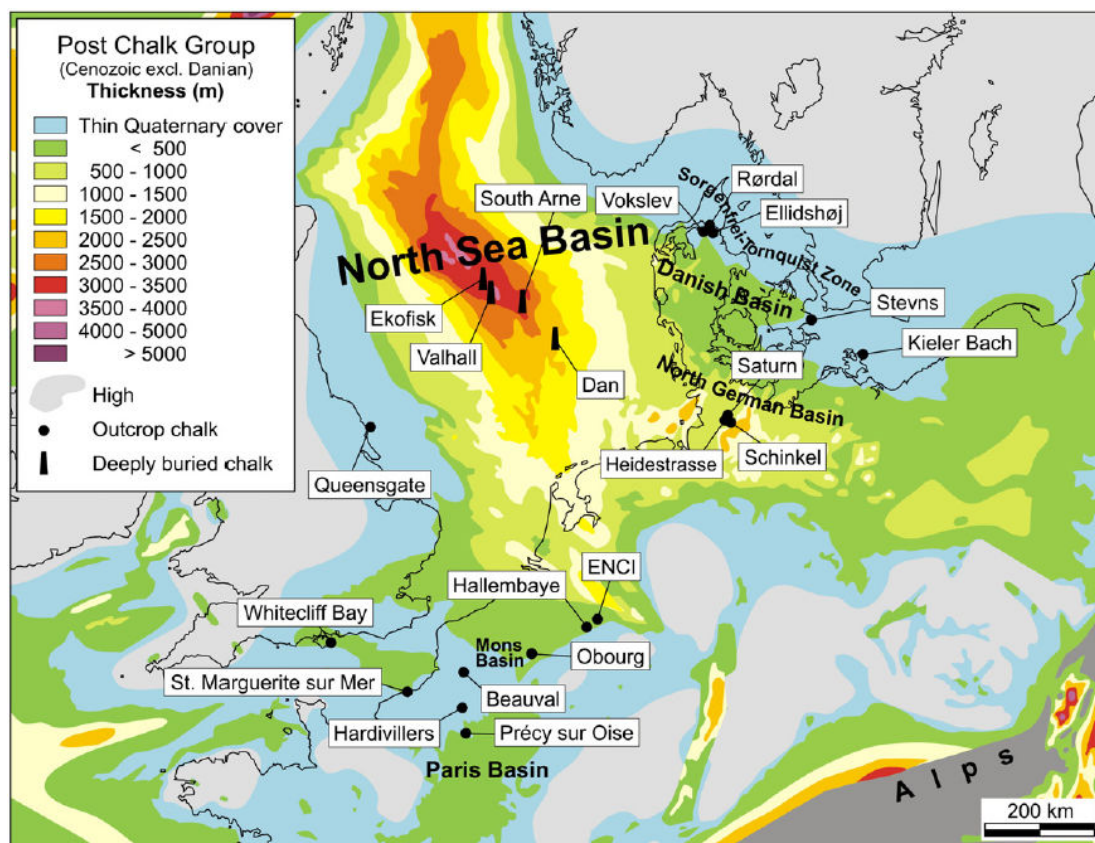 Post Chalk Group
(Cenozoic excl. Danian)
Thickness (m)
Thin Quaternary cover
< 500
500 - 1000
1000 - 1500
1500 - 2000
2000 - 2500
2500 - 3000
3000 - 3500
3500 - 4000
4000 - 5000
> 5000
High
Outcrop chalk
Deeply buried chalk
North Sea Basin
South Arne
Ekofisk
Valhall
Dan
Vokslev
Rørdal
Ellidshøj
Sorgenfrei-Tornquist Zone
Danish Basin
Stevns
Kieler Bach
Saturn
North German Basin
Heidestrasse
Schinkel
Queensgate
Hallembaye
ENCI
Whitecliff Bay
Mons
Basin
Obourg
St. Marguerite sur Mer
Beauval
Hardivillers
Précy sur Oise
Paris Basin
Alps
200 km